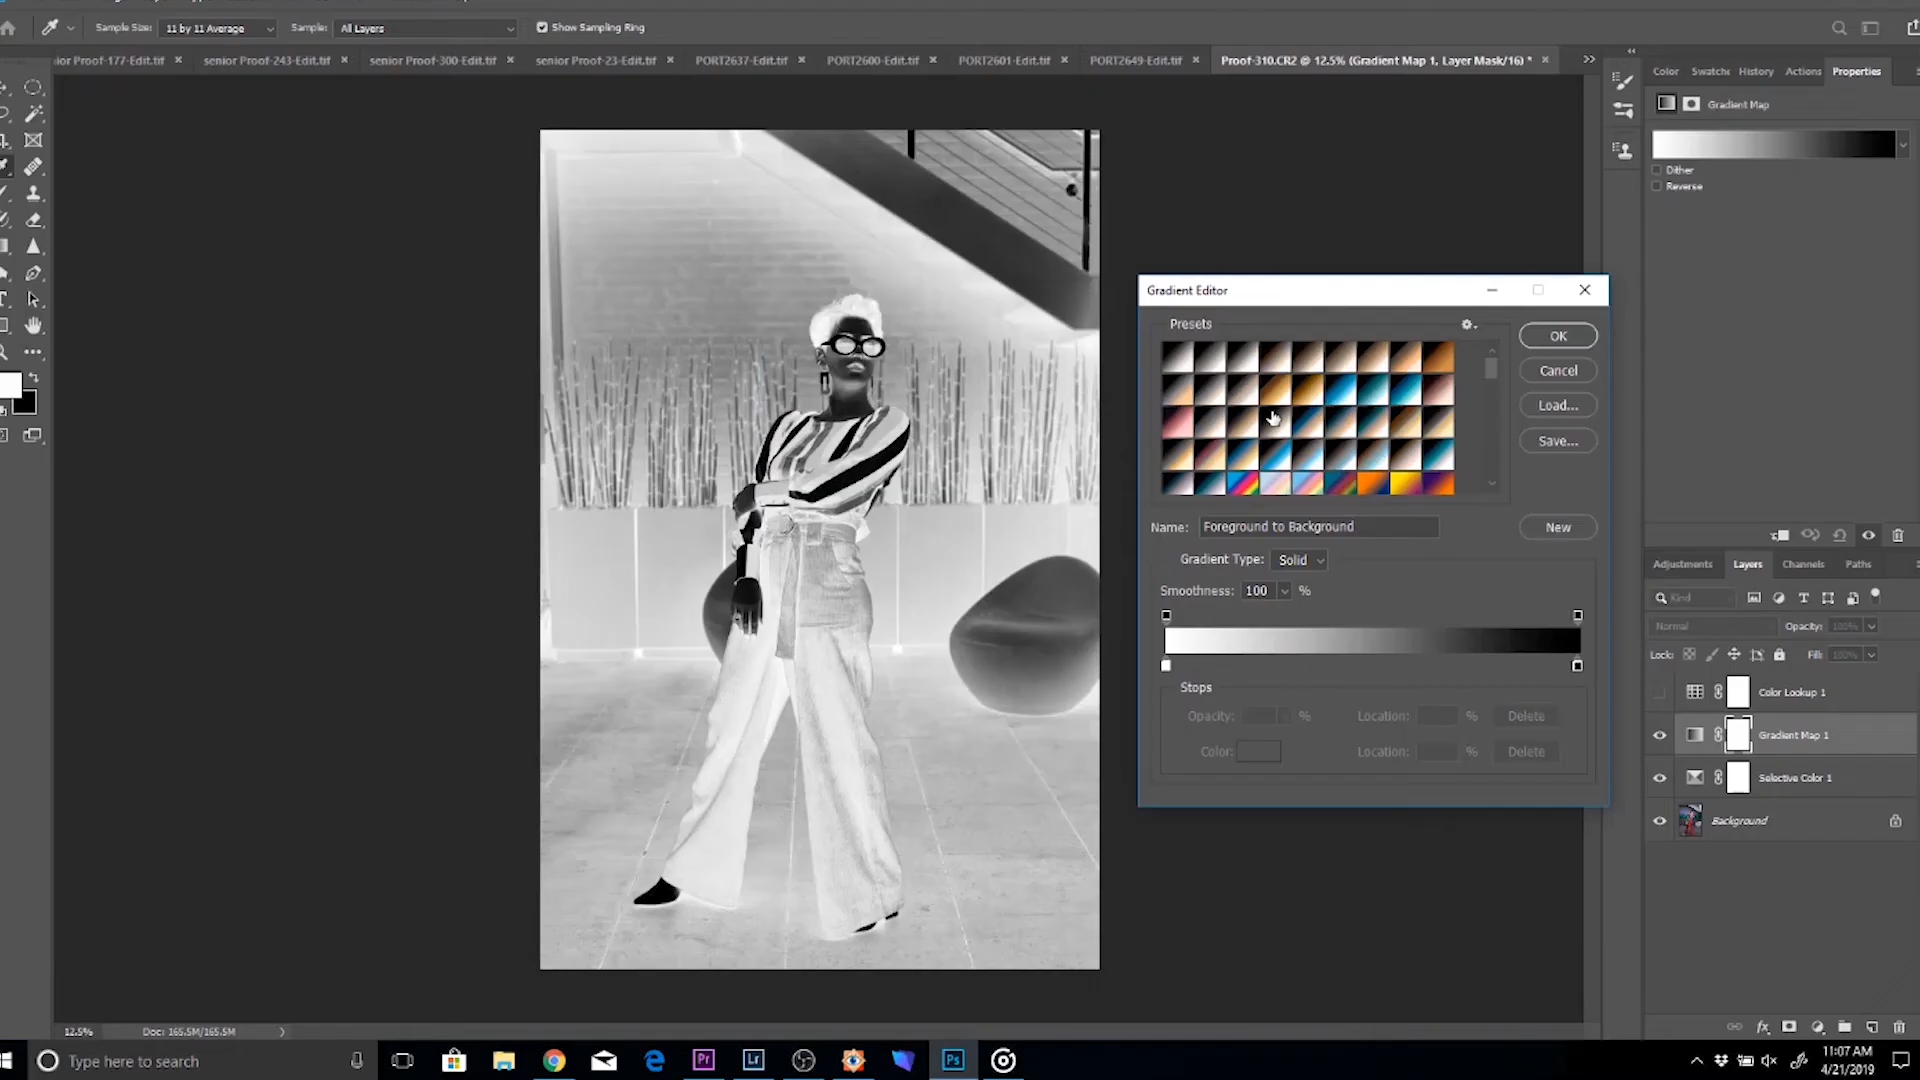 Sample Size: 11 by 11 Average Sample: All Layers Show Sampling Ring
ior Proof-177-Edit.tif senior Proof-243-Edit.tif senior Proof-300-Edit.tif senior Proof-23-Edit.tif PORT2637-Edit.tif PORT2600-Edit.tif PORT2601-Edit.tif PORT2649-Edit.tif Proof-310.CR2 @ 12.5% (Gradient Map 1, Layer Mask/16) *
Color Swatche History Actions Properties
Gradient Map
Dither
Reverse
Gradient Editor
Presets
OK
Cancel
Load...
Save...
Name: Foreground to Background New
Gradient Type: Solid
Smoothness: 100 %
Stops
Opacity: % Location: % Delete
Color: Location: % Delete
Adjustments Layers Channels Paths
Kind
Normal Opacity: 100%
Lock: Fill: 100%
Color Lookup 1
Gradient Map 1
Selective Color 1
Background
12.5% Doc: 165.5M/165.5M
Type here to search
Pr Lr Ps
11:07 AM
4/21/2019